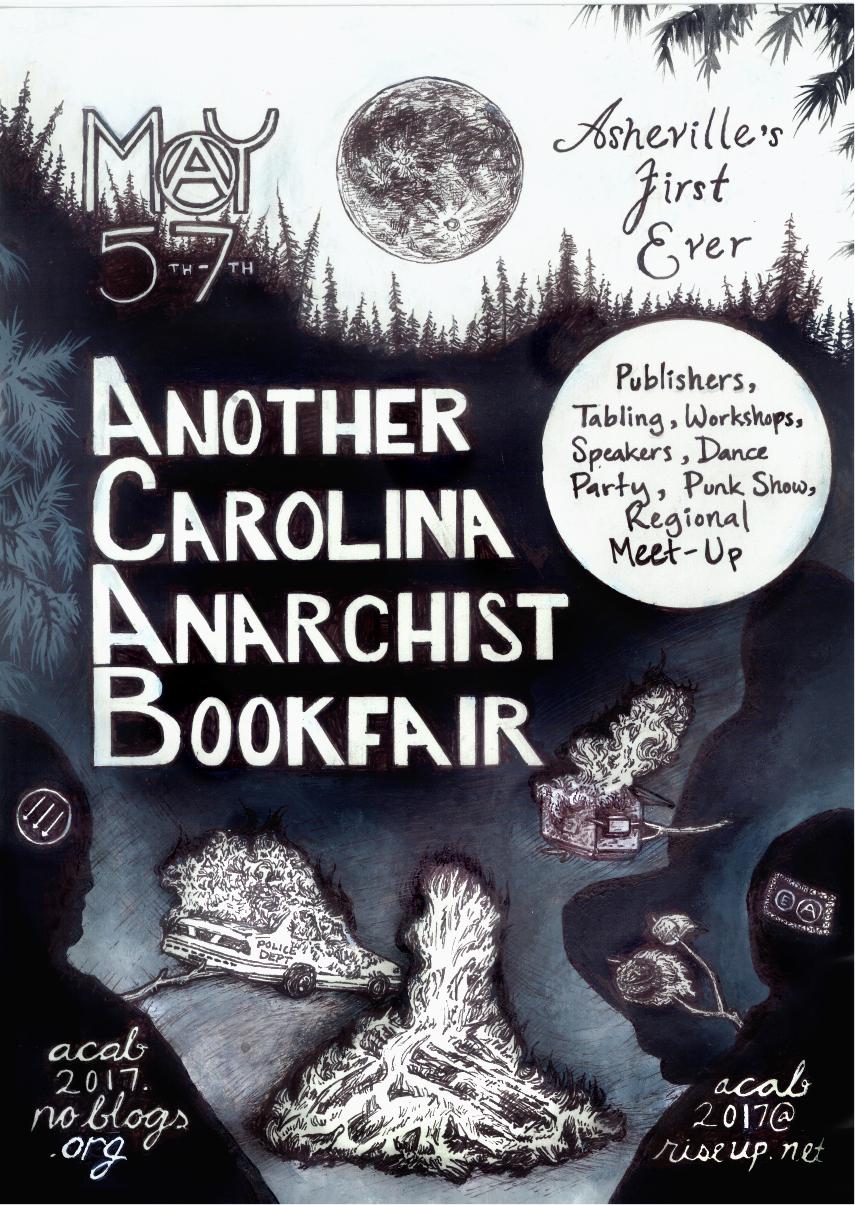 MAY
5TH-7TH
Asheville's
First
Ever
ANOTHER
CAROLINA
ANARCHIST
BOOKFAIR
Publishers,
Tabling, Workshops,
Speakers, Dance
Party, Punk Show,
Regional
Meet-Up
POLICE
DEPT
E A
acab
2017.
noblogs
.org
acab
2017@
riseup.net